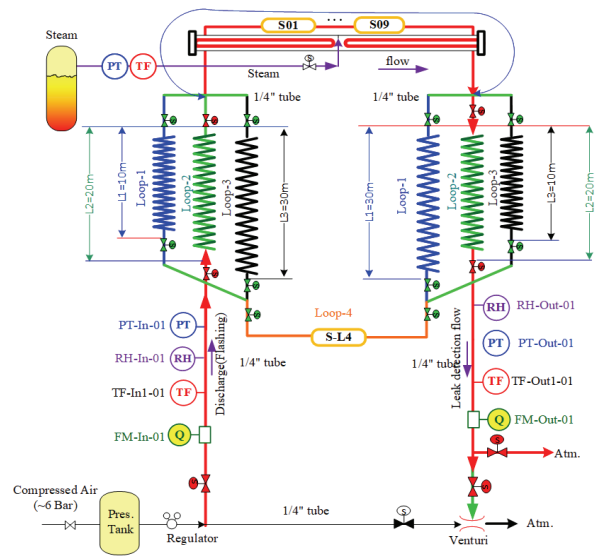 Steam
S01
...
S09
PT
TF
S
Steam
flow
1/4" tube
1/4" tube
S
S
S
S
S
S
L2=20m
L1=10m
Loop-1
Loop-2
Loop-3
L3=30m
L1=30m
Loop-1
Loop-2
Loop-3
L3=10m
L2=20m
S
S
S
S
S
S
Loop-4
S-L4
1/4" tube
1/4" tube
PT-In-01
PT
RH-In-01
RH
TF-In1-01
TF
FM-In-01
Q
Discharge(Flashing)
Leak detection flow
RH
RH-Out-01
PT
PT-Out-01
TF
TF-Out1-01
Q
FM-Out-01
S
Atm.
S
S
Compressed Air
(~6 Bar)
Pres.
Tank
Regulator
1/4" tube
S
Venturi
Atm.